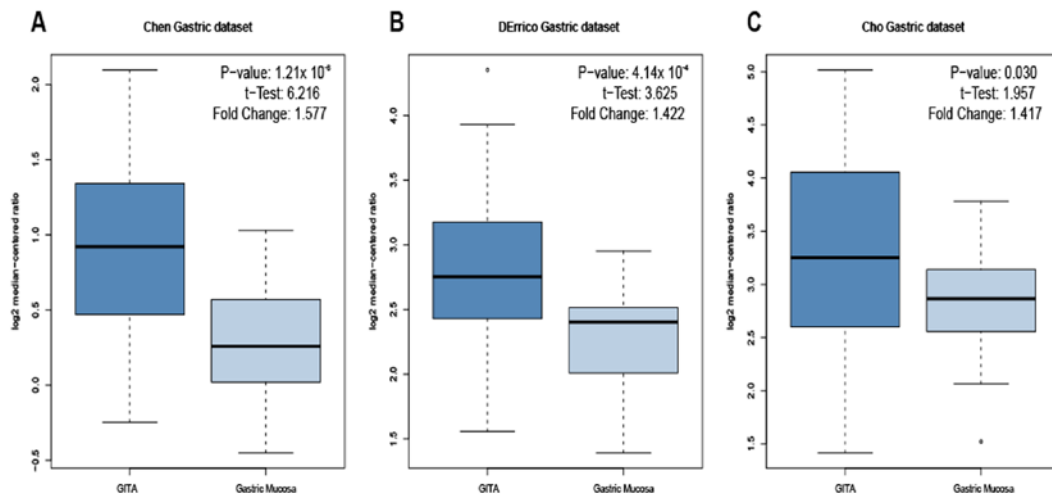 A
Chen Gastric dataset
P-value: 1.21x 10⁻⁸
t-Test: 6.216
Fold Change: 1.577
log2 median-centered ratio
2.0
1.5
1.0
0.5
0.0
-0.5
GITA
Gastric Mucosa
B
DErrico Gastric dataset
P-value: 4.14x 10⁻⁴
t-Test: 3.625
Fold Change: 1.422
log2 median-centered ratio
4.0
3.5
3.0
2.5
2.0
1.5
GITA
Gastric Mucosa
C
Cho Gastric dataset
P-value: 0.030
t-Test: 1.957
Fold Change: 1.417
log2 median-centered ratio
5.0
4.5
4.0
3.5
3.0
2.5
2.0
1.5
GITA
Gastric Mucosa